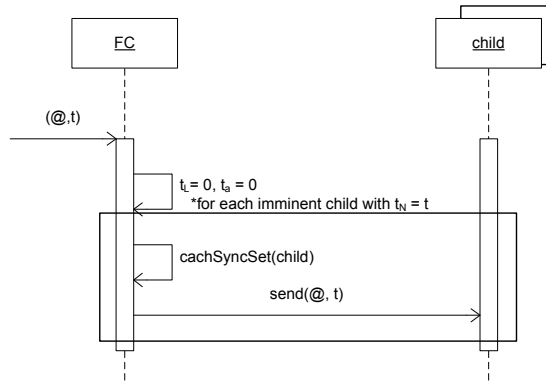 FC
child
(@,t)
tL= 0, ta = 0
*for each imminent child with tN = t
cachSyncSet(child)
send(@, t)